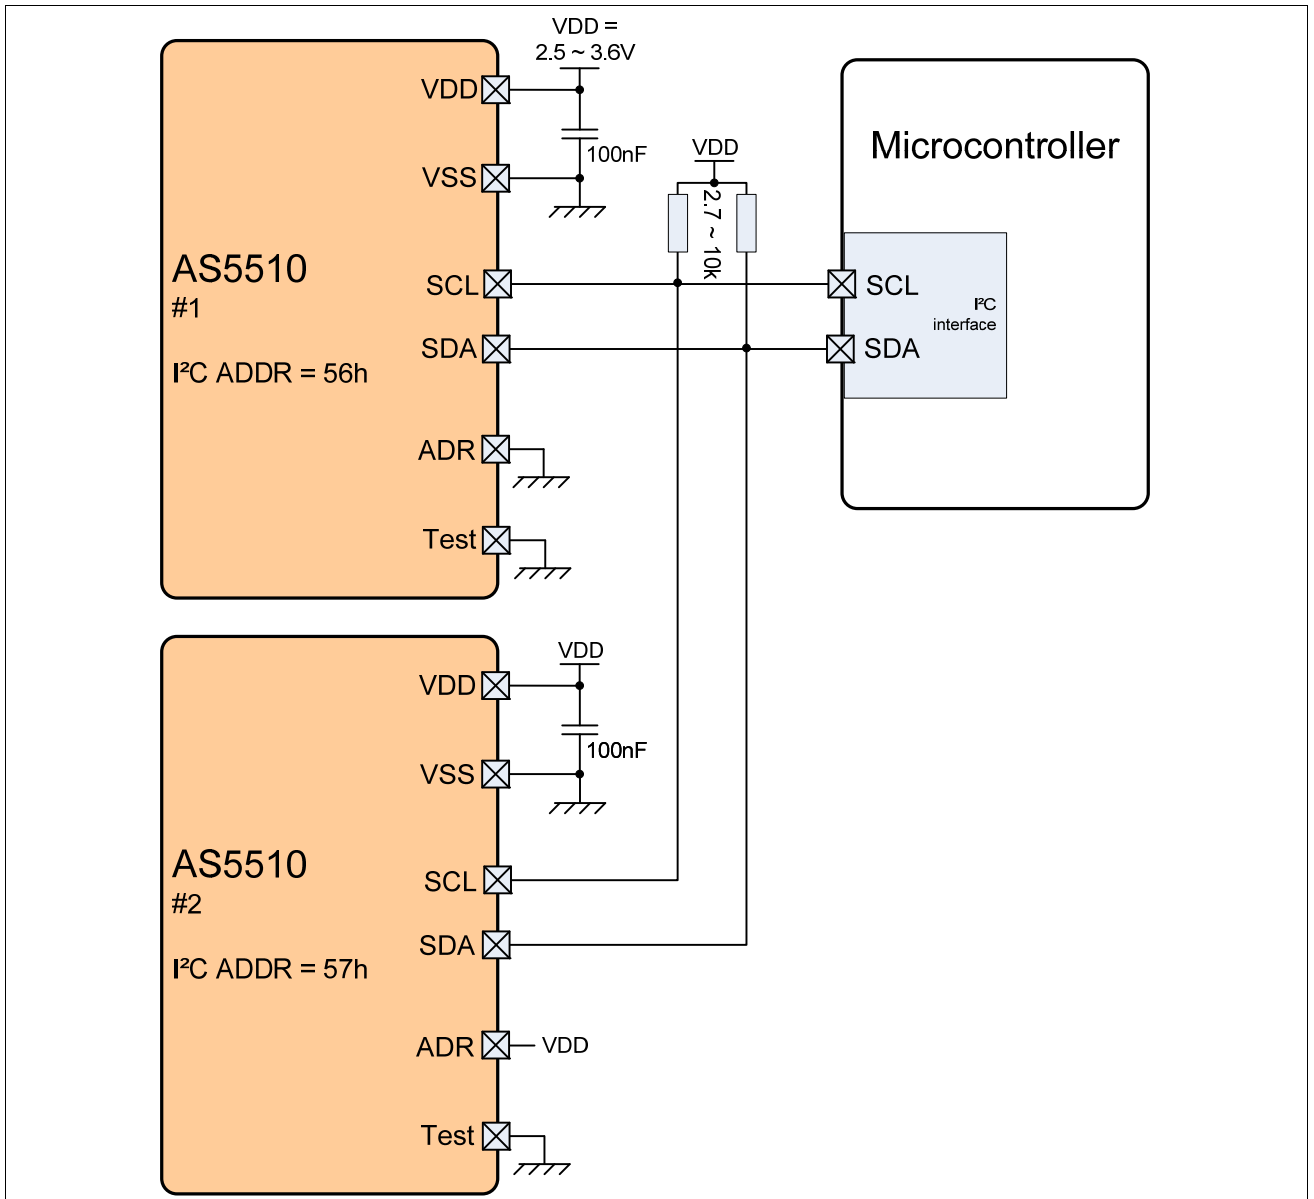 VDD =
2.5 ~ 3.6V
VDD
100nF
VSS
AS5510
#1
I²C ADDR = 56h
SCL
SDA
ADR
Test
VDD
2.7 ~ 10k
Microcontroller
SCL
SDA
I²C
interface
VDD
VDD
100nF
VSS
AS5510
#2
I²C ADDR = 57h
SCL
SDA
ADR
VDD
Test